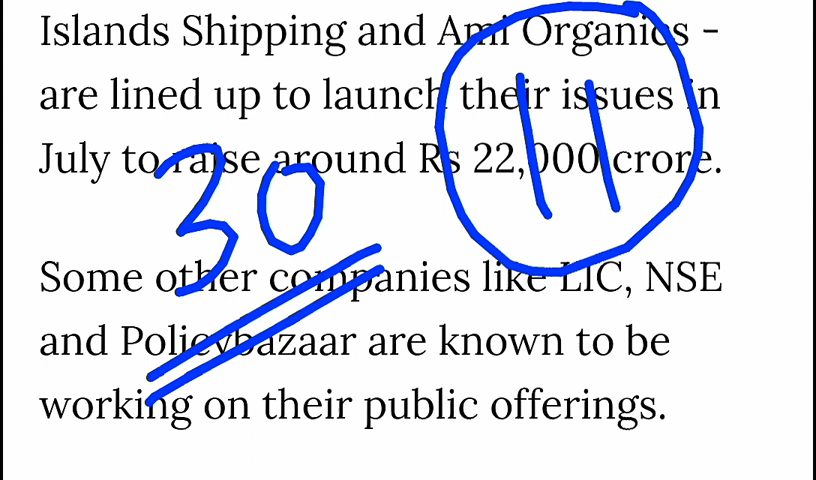 Islands Shipping and Ami Organics -
are lined up to launch their issues in
July to raise around Rs 22,000 crore.
11
30
Some other companies like LIC, NSE
and Policybazaar are known to be
working on their public offerings.